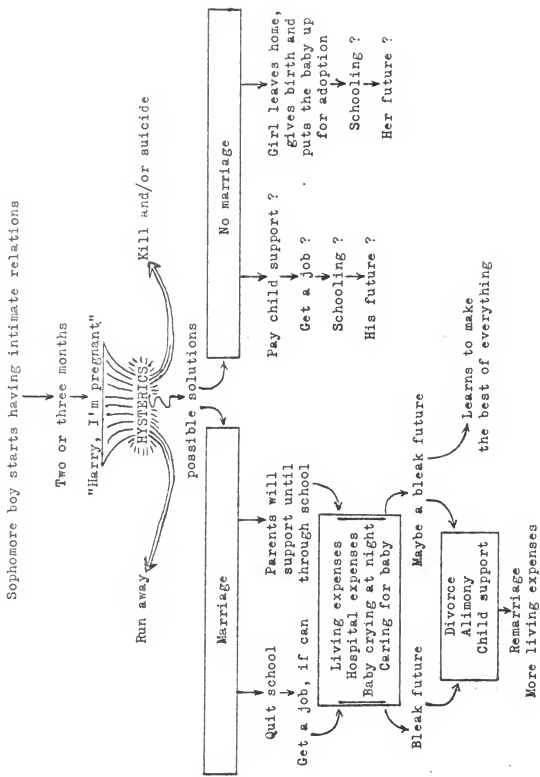 Sophomore boy starts having intimate relations
Two or three months
"Harry, I'm pregnant"
HYSTERICS
Run away
Kill and/or suicide
possible solutions
Marriage
Quit school
Get a job, if can
Parents will
support until
through school
Living expenses
Hospital expenses
Baby crying at night
Caring for baby
Bleak future
Maybe a bleak future
Learns to make
the best of everything
Divorce
Alimony
Child support
Remarriage
More living expenses
No marriage
Pay child support ?
Get a job ?
Schooling ?
His future ?
Girl leaves home,
gives birth and
puts the baby up
for adoption
Schooling ?
Her future ?